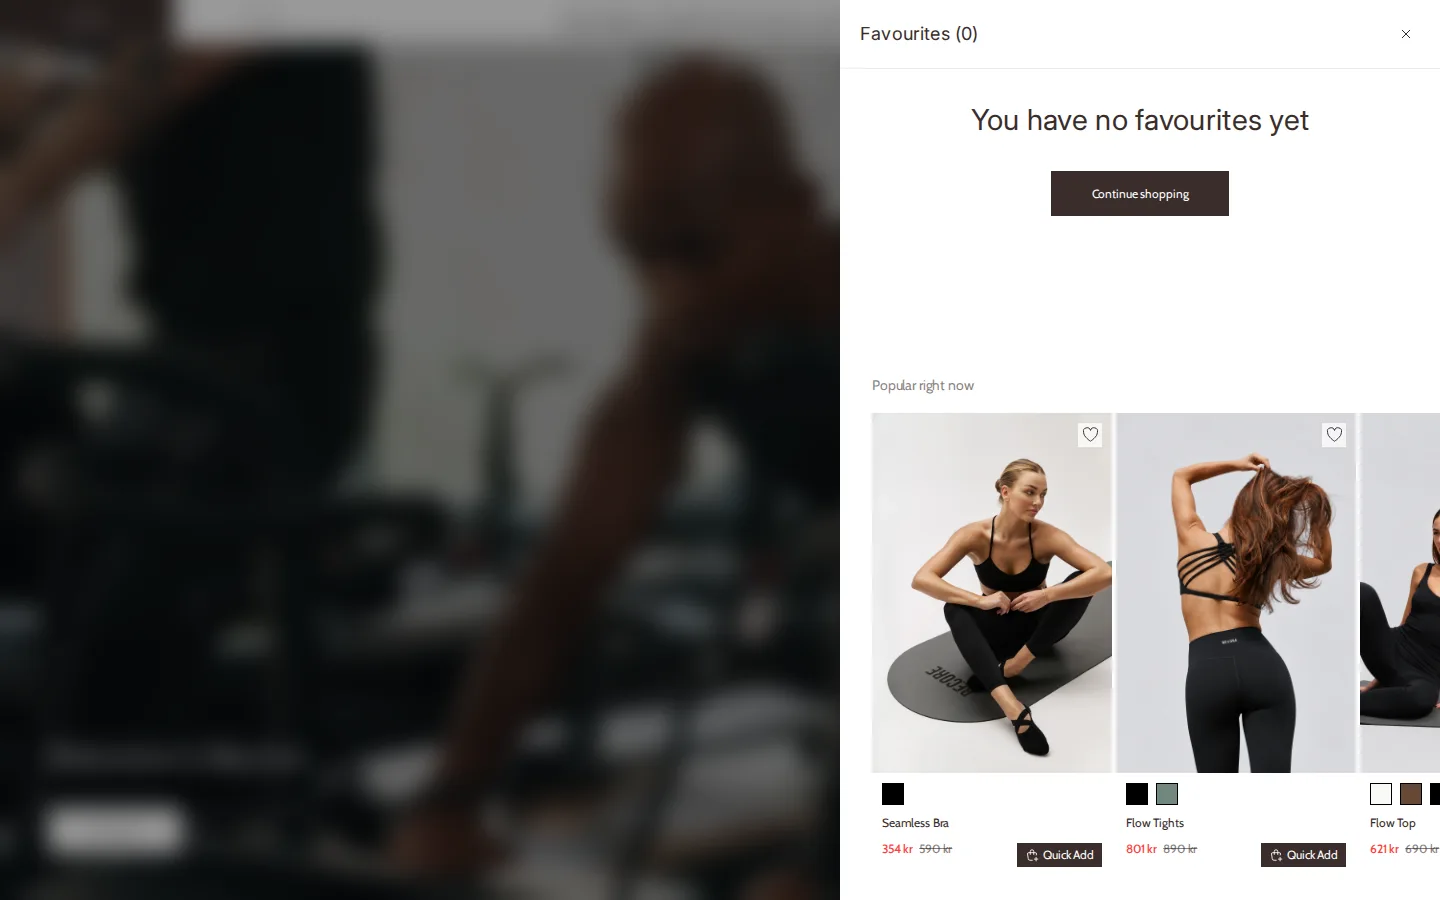 Favourites (0)
You have no favourites yet
Continue shopping
Popular right now
RECORE
Seamless Bra
354 kr 590 kr
Quick Add
Flow Tights
801 kr 890 kr
Quick Add
Flow Top
621 kr 690 kr